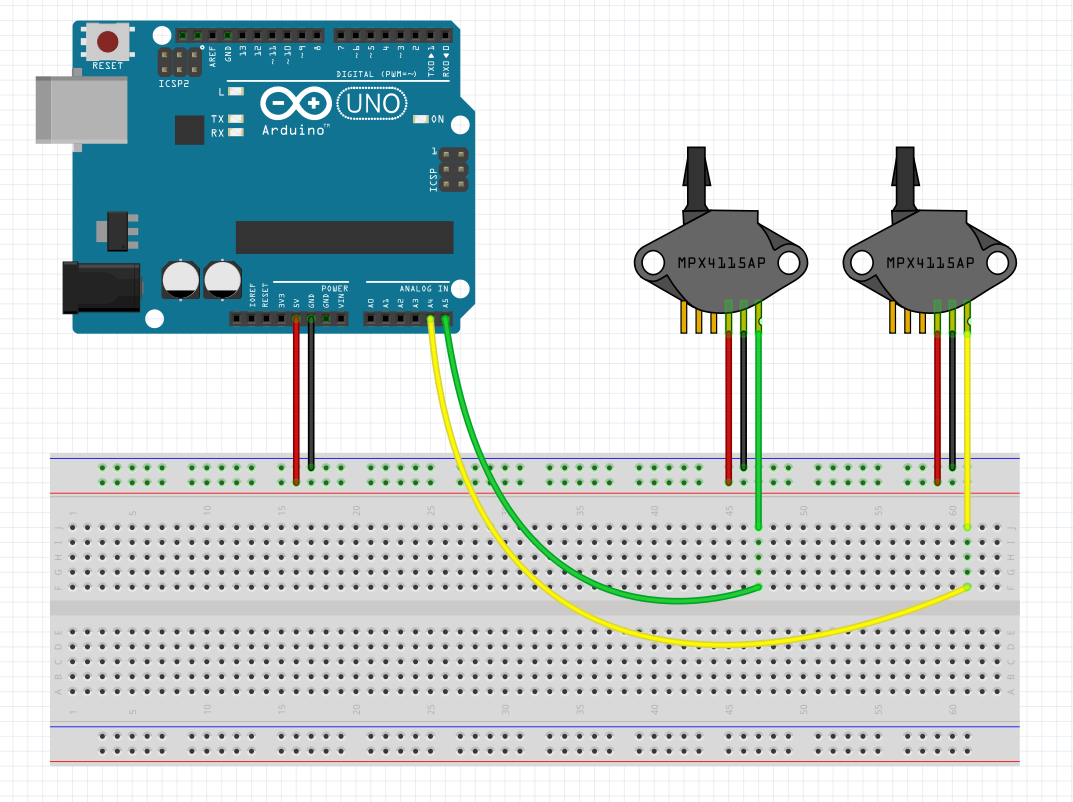 RESET
ICSP2
AREF
GND
13
12
~11
~10
~9
8
7
~6
~5
4
~3
2
TXD▶1
RXD◀0
DIGITAL (PWM=~)
L
TX
RX
UNO
ON
Arduino™
1
ICSP
MPX4115AP
MPX4115AP
POWER
ANALOG IN
IOREF
RESET
3V3
5V
GND
GND
VIN
A0
A1
A2
A3
A4
A5
1 5 10 15 20 25 30 35 40 45 50 55 60
J J
I I
H H
G G
F F
E E
D D
C C
B B
A A
1 5 10 15 20 25 30 35 40 45 50 55 60